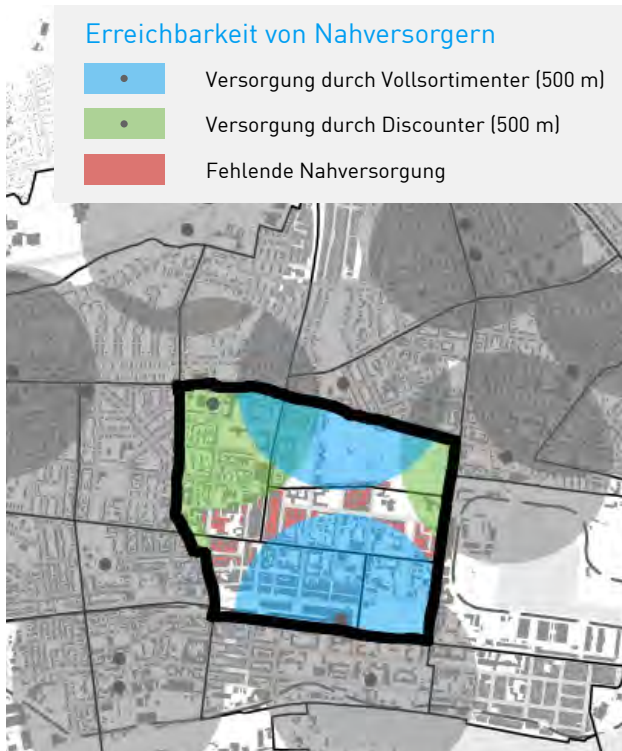 Erreichbarkeit von Nahversorgern
Versorgung durch Vollsortimenter (500 m)
Versorgung durch Discounter (500 m)
Fehlende Nahversorgung